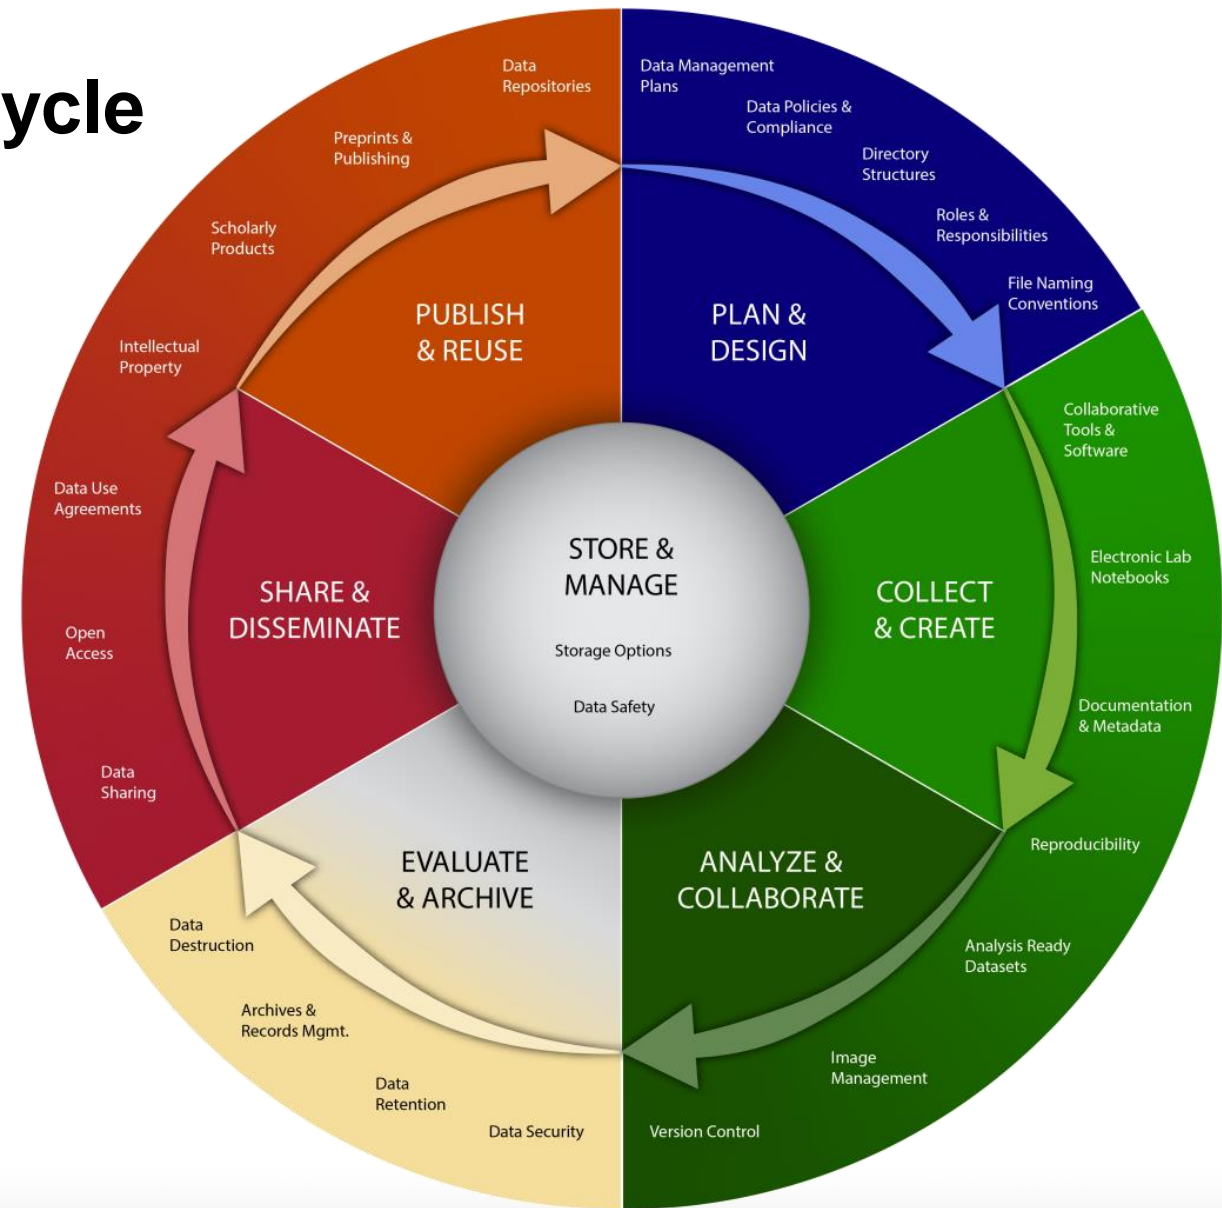 ycle
Data
Repositories
Preprints &
Publishing
Scholarly
Products
Intellectual
Property
PUBLISH
& REUSE
Data Management
Plans
Data Policies &
Compliance
Directory
Structures
Roles &
Responsibilities
File Naming
Conventions
PLAN &
DESIGN
Collaborative
Tools &
Software
Electronic Lab
Notebooks
Documentation
& Metadata
COLLECT
& CREATE
Reproducibility
Analysis Ready
Datasets
Image
Management
Version Control
ANALYZE &
COLLABORATE
Data Security
Data
Retention
Archives &
Records Mgmt.
Data
Destruction
EVALUATE
& ARCHIVE
Data
Sharing
Open
Access
Data Use
Agreements
SHARE &
DISSEMINATE
STORE &
MANAGE
Storage Options
Data Safety